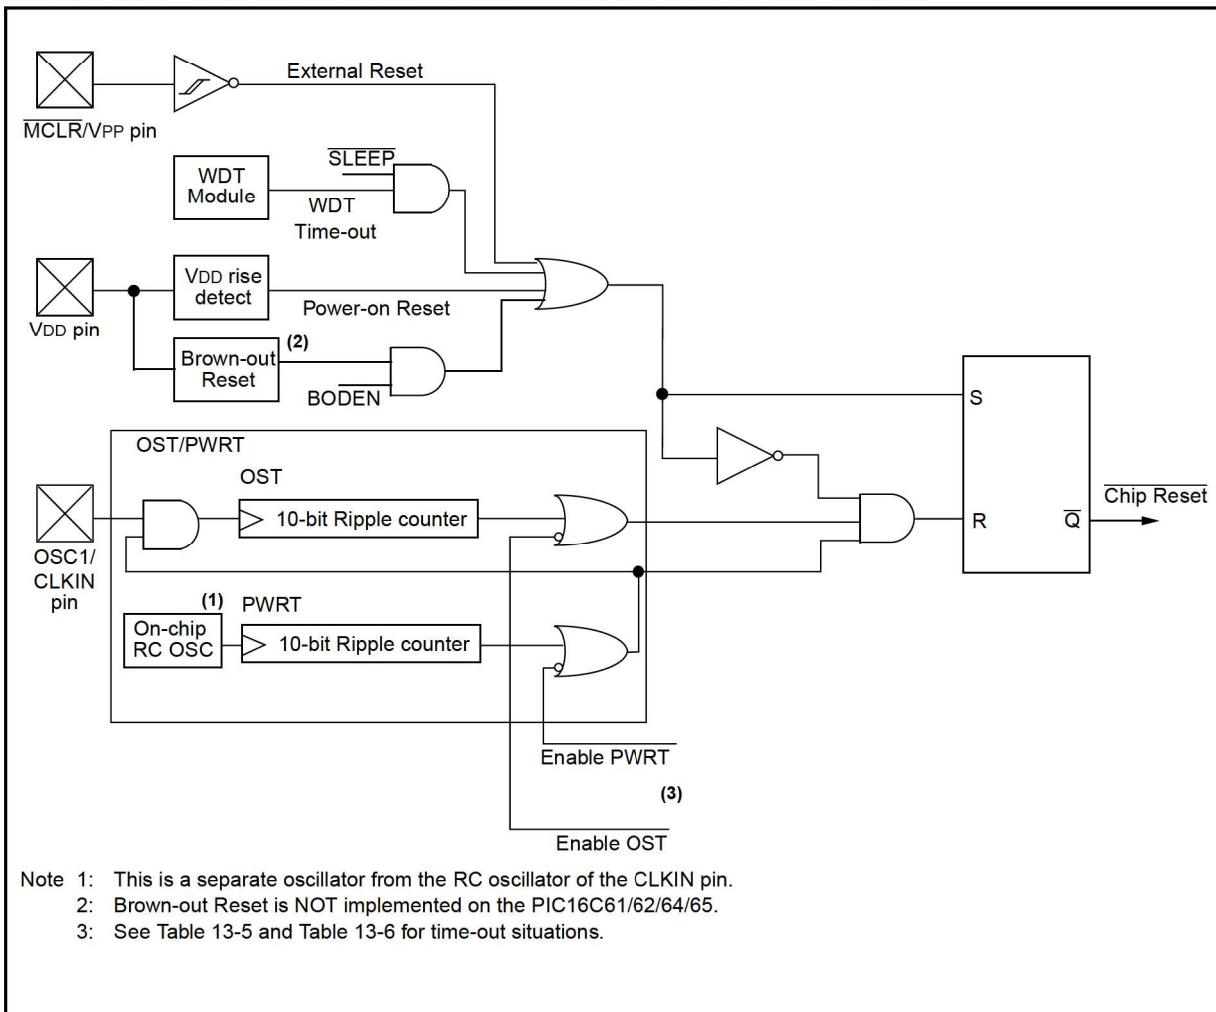 External Reset
MCLR/VPP pin
SLEEP
WDT
Module
WDT
Time-out
VDD rise
detect
Power-on Reset
VDD pin
(2)
Brown-out
Reset
BODEN
OST/PWRT
OST
10-bit Ripple counter
OSC1/
CLKIN
pin
(1)
PWRT
On-chip
RC OSC
10-bit Ripple counter
S
R
Q
Chip Reset
Enable PWRT
(3)
Enable OST
Note 1: This is a separate oscillator from the RC oscillator of the CLKIN pin.
2: Brown-out Reset is NOT implemented on the PIC16C61/62/64/65.
3: See Table 13-5 and Table 13-6 for time-out situations.